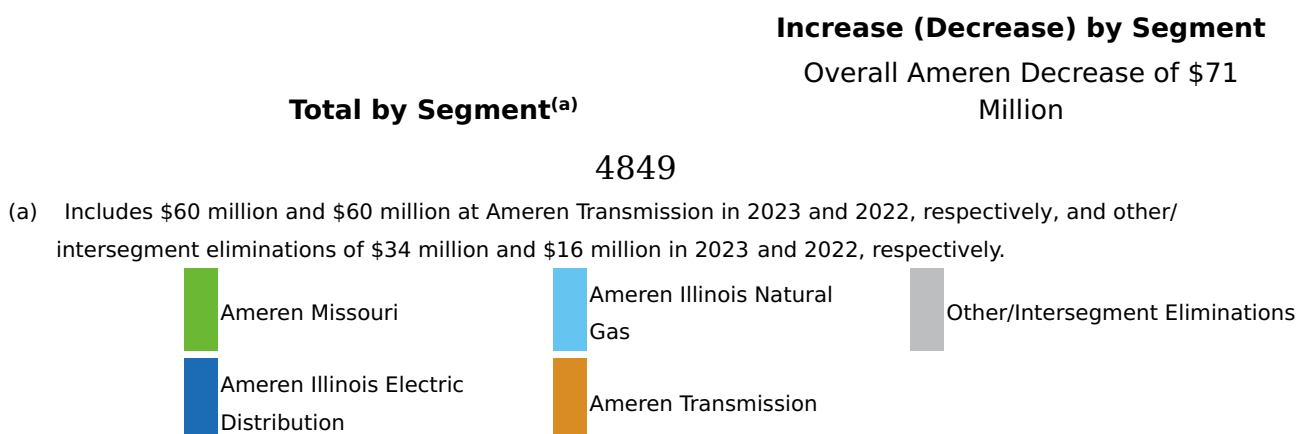 Increase (Decrease) by Segment
Overall Ameren Decrease of $71
Million
Total by Segment(a)
4849
(a) Includes $60 million and $60 million at Ameren Transmission in 2023 and 2022, respectively, and other/
intersegment eliminations of $34 million and $16 million in 2023 and 2022, respectively.
Ameren Missouri
Ameren Illinois Natural
Gas
Other/Intersegment Eliminations
Ameren Illinois Electric
Distribution
Ameren Transmission